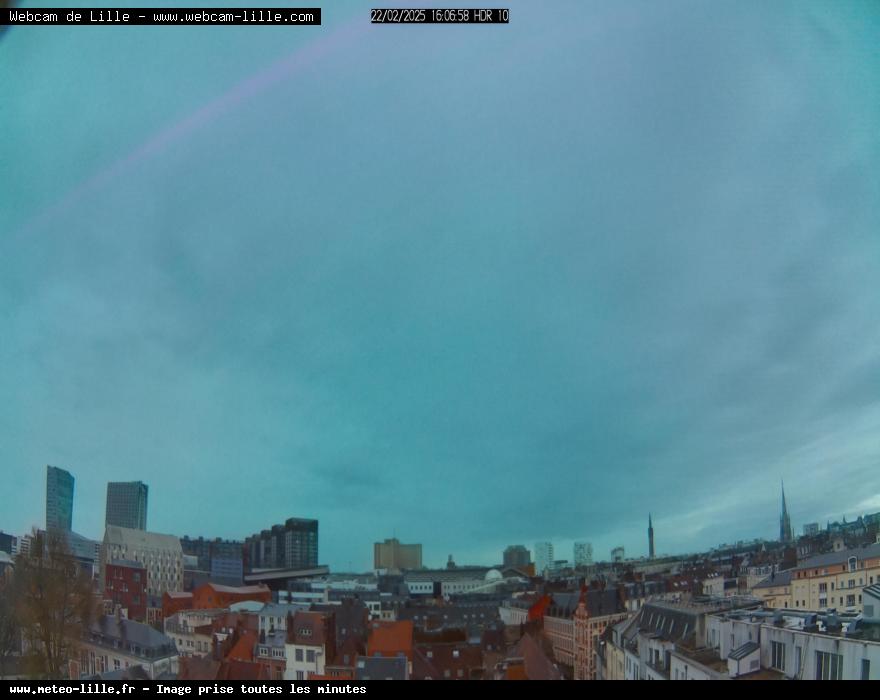 Webcam de Lille - www.webcam-lille.com
22/02/2025 16:06:58 HDR 10
www.meteo-lille.fr - Image prise toutes les minutes